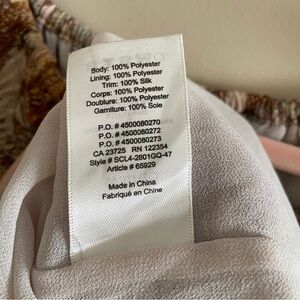 Body: 100% Polyester
Lining: 100% Polyester
Trim: 100% Silk
Corps: 100% Polyester
Doublure: 100% Polyester
Garniture: 100% Soie
P.O. # 4500080270
P.O. # 4500080272
P.O. # 4500080273
CA 23725 RN 122354
Style # SCL4-2601GQ-47
Article # 65929
Made in China
Fabriqué en Chine